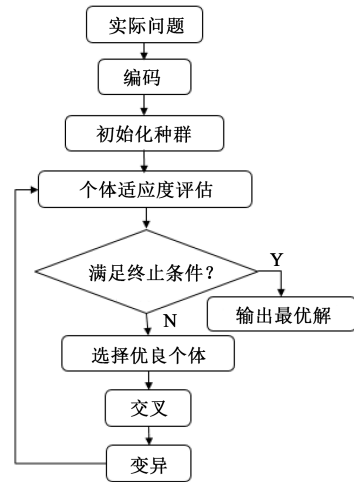 实际问题
编码
初始化种群
个体适应度评估
满足终止条件?
Y
输出最优解
N
选择优良个体
交叉
变异